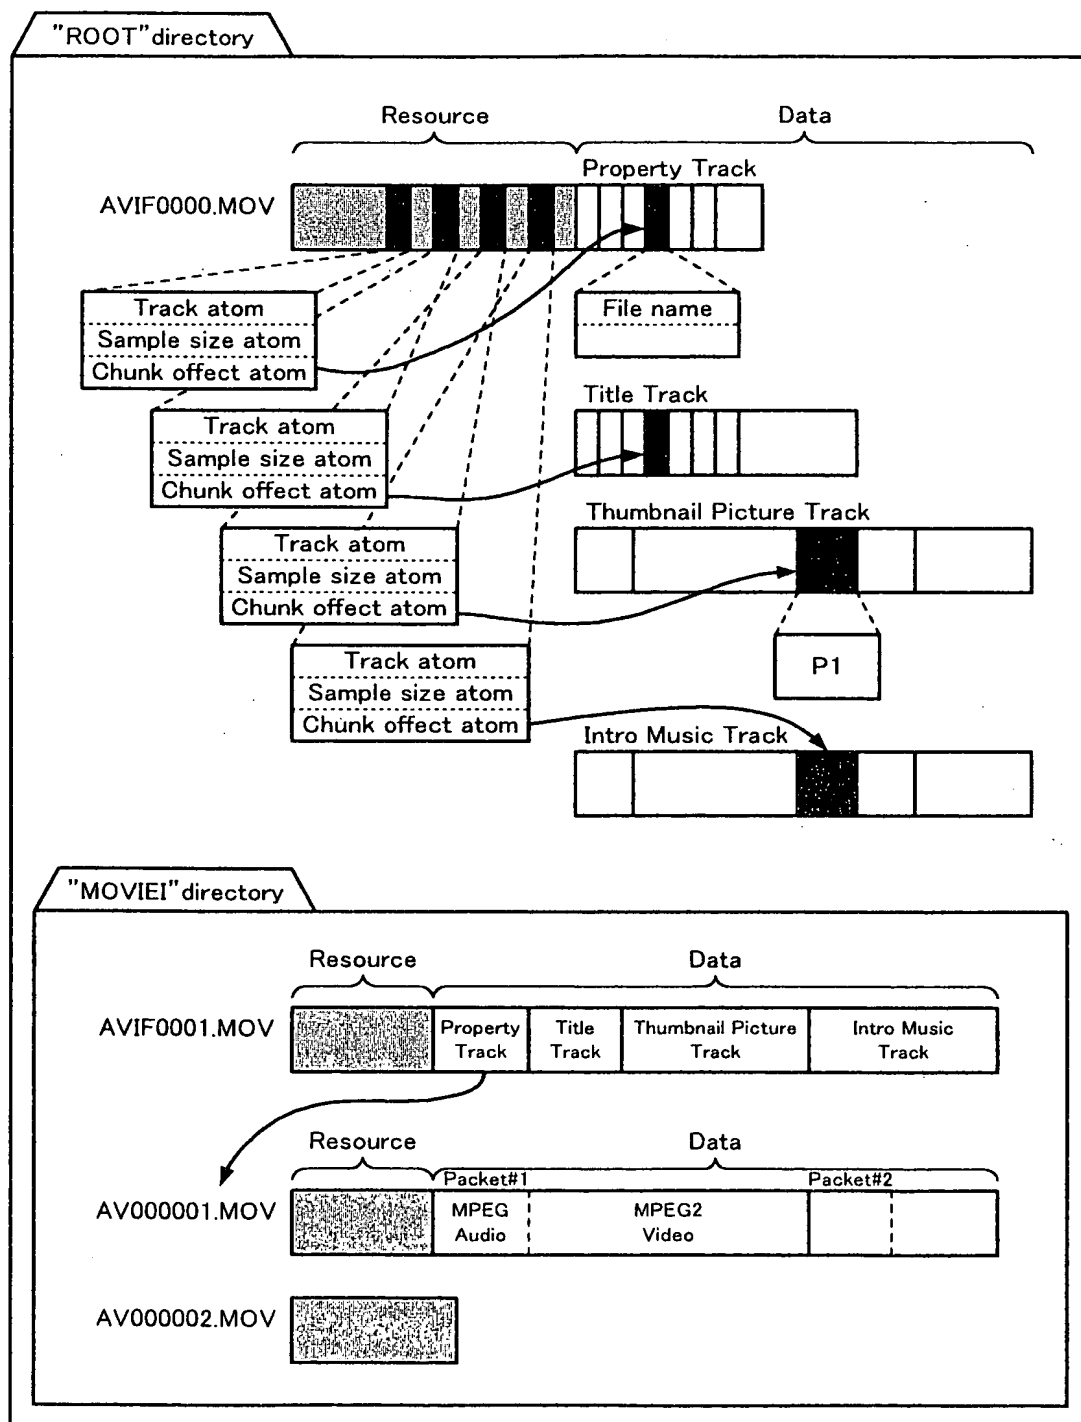 "ROOT"directory
Resource
Data
Property Track
AVIF0000.MOV
Track atom
Sample size atom
Chunk offect atom
File name
Title Track
Track atom
Sample size atom
Chunk offect atom
Thumbnail Picture Track
Track atom
Sample size atom
Chunk offect atom
P1
Track atom
Sample size atom
Chunk offect atom
Intro Music Track
"MOVIEI"directory
Resource
Data
AVIF0001.MOV
Property
Track
Title
Track
Thumbnail Picture
Track
Intro Music
Track
Resource
Data
Packet#1
Packet#2
AV000001.MOV
MPEG
Audio
MPEG2
Video
AV000002.MOV